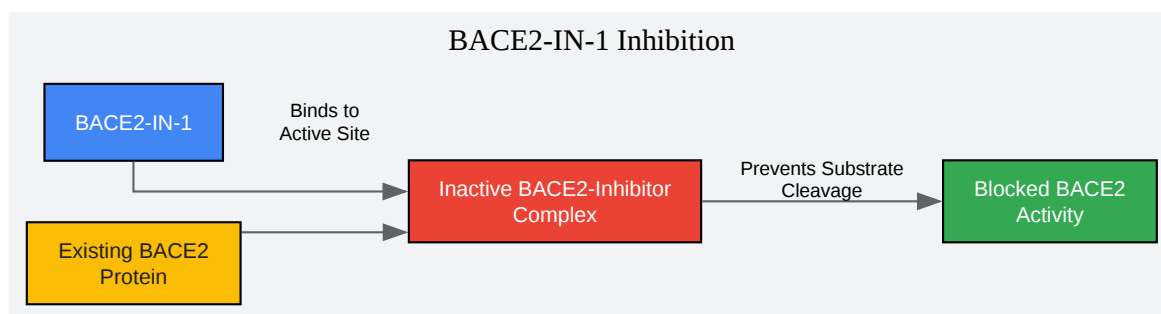 BACE2-IN-1 Inhibition
BACE2-IN-1
Binds to
Active Site
Existing BACE2
Protein
Inactive BACE2-Inhibitor
Complex
Prevents Substrate
Cleavage
Blocked BACE2
Activity